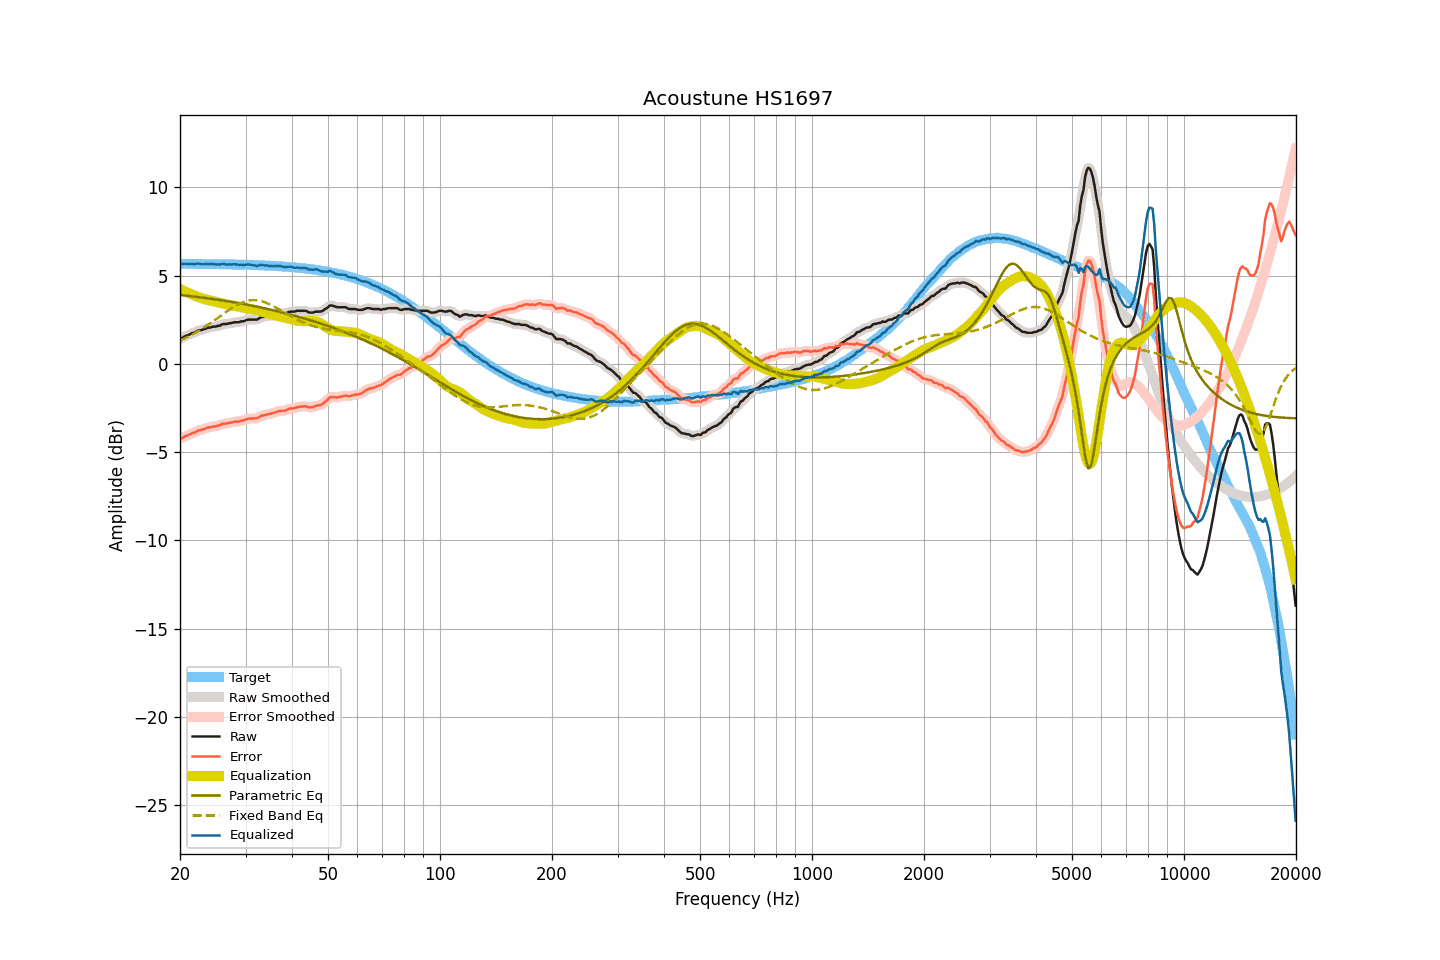 Acoustune HS1697
Amplitude (dBr)
10
5
0
−5
−10
−15
−20
−25
Target
Raw Smoothed
Error Smoothed
Raw
Error
Equalization
Parametric Eq
Fixed Band Eq
Equalized
20 50 100 200 500 1000 2000 5000 10000 20000
Frequency (Hz)